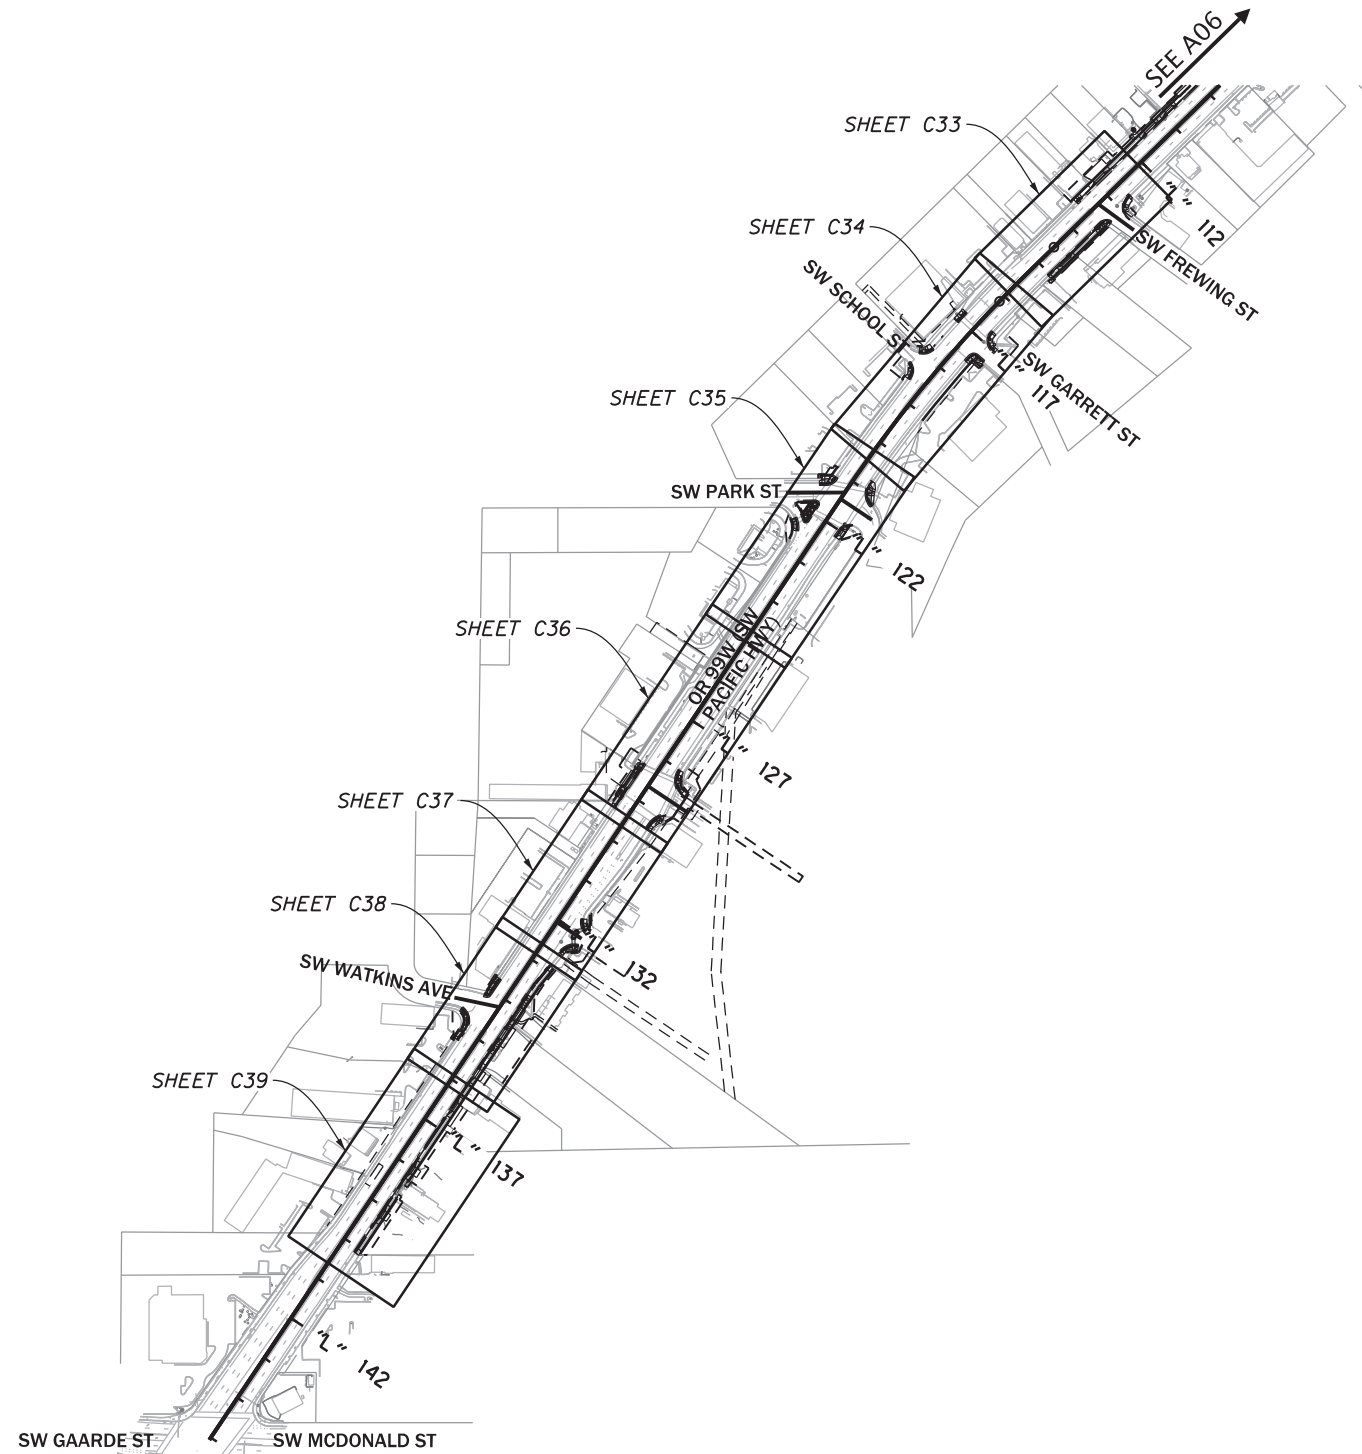 SEE A06
SHEET C33
"L" 112
SW FREWING ST
SHEET C34
SW SCHOOL ST
SW GARRETT ST
"L" 117
SHEET C35
SW PARK ST
"L" 122
SHEET C36
OR 99W (SW
PACIFIC HWY)
"L" 127
SHEET C37
SHEET C38
SW WATKINS AVE
"L" 132
SHEET C39
"L" 137
"L" 142
SW GAARDE ST
SW MCDONALD ST